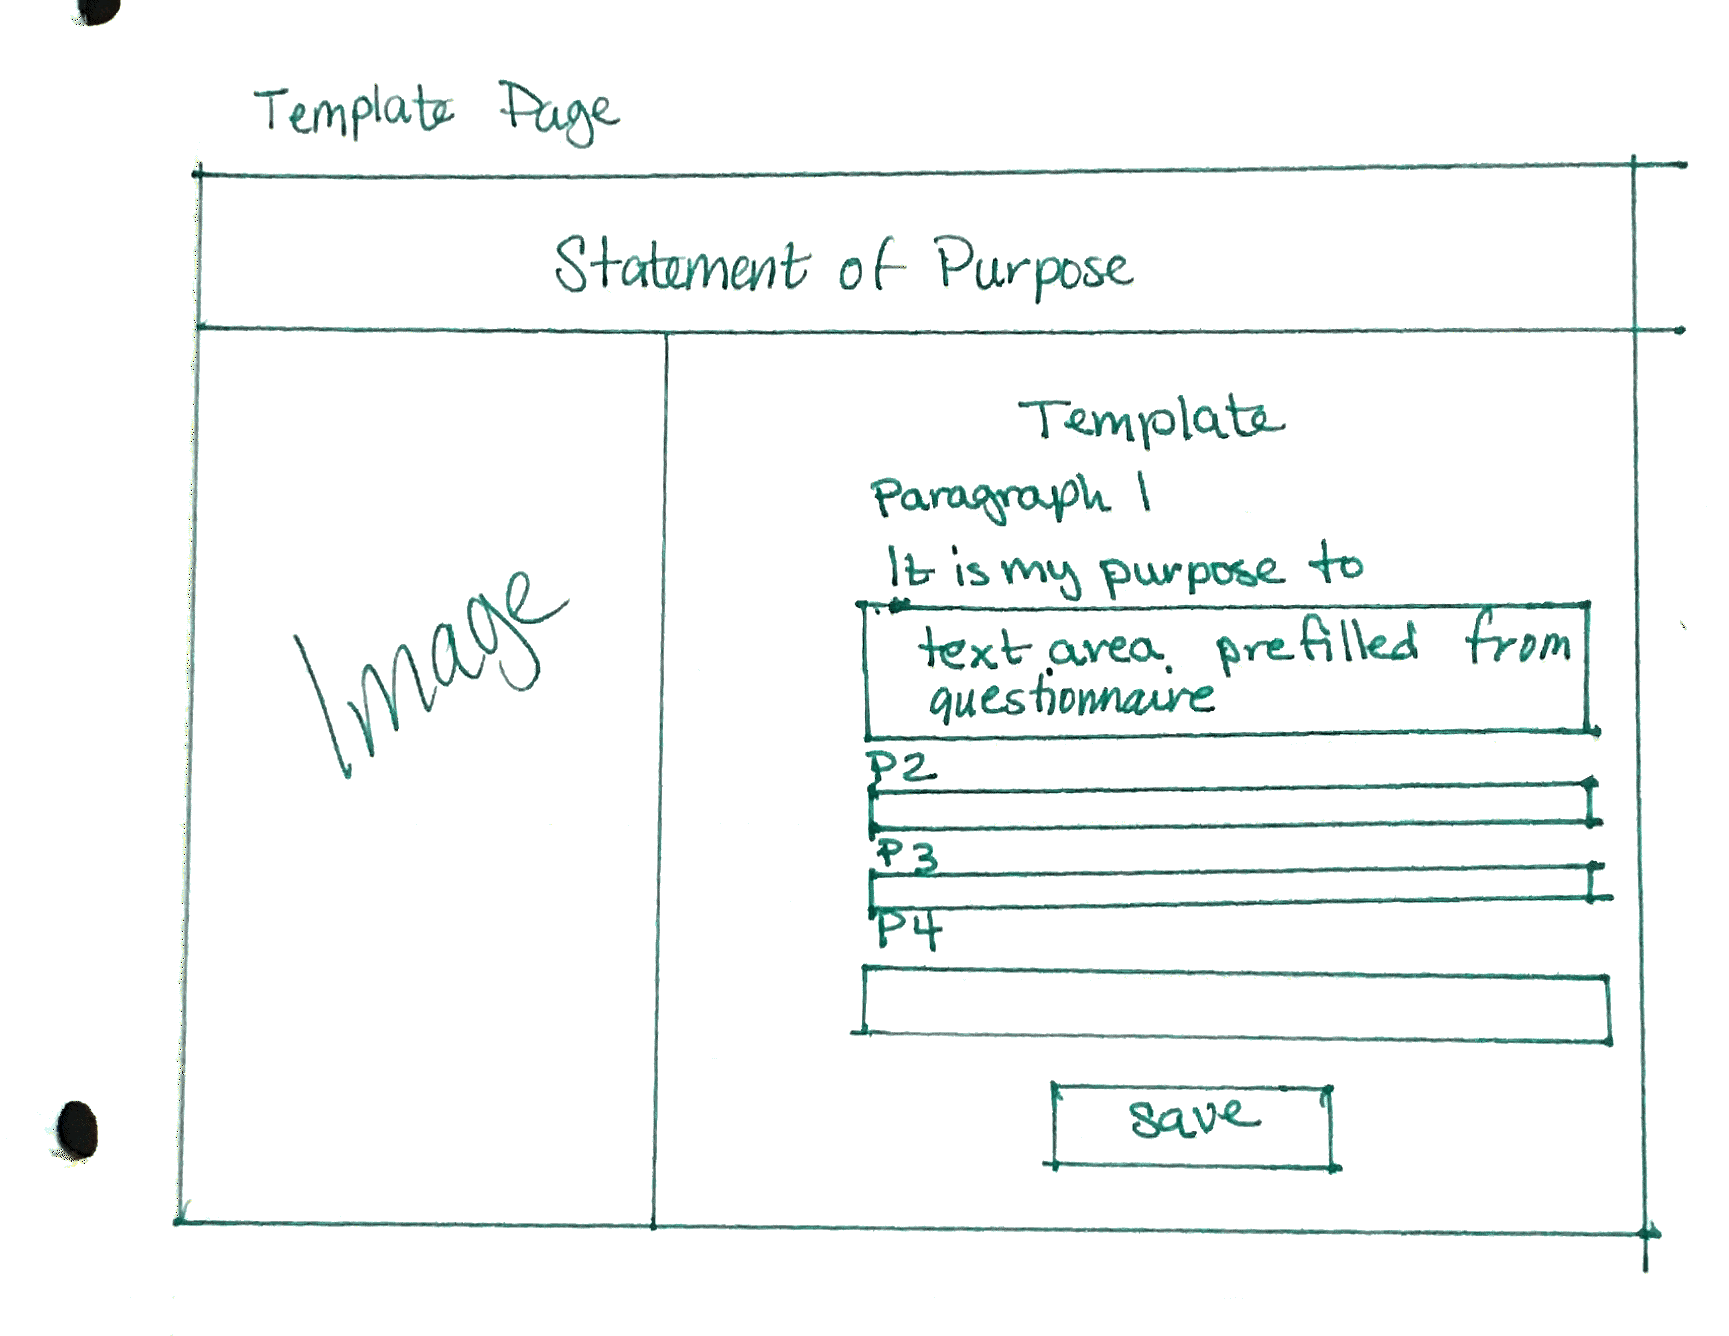 Template Page
Statement of Purpose
Image
Template
Paragraph 1
It is my purpose to
text area. prefilled from
questionnaire
P2
P3
P4
save